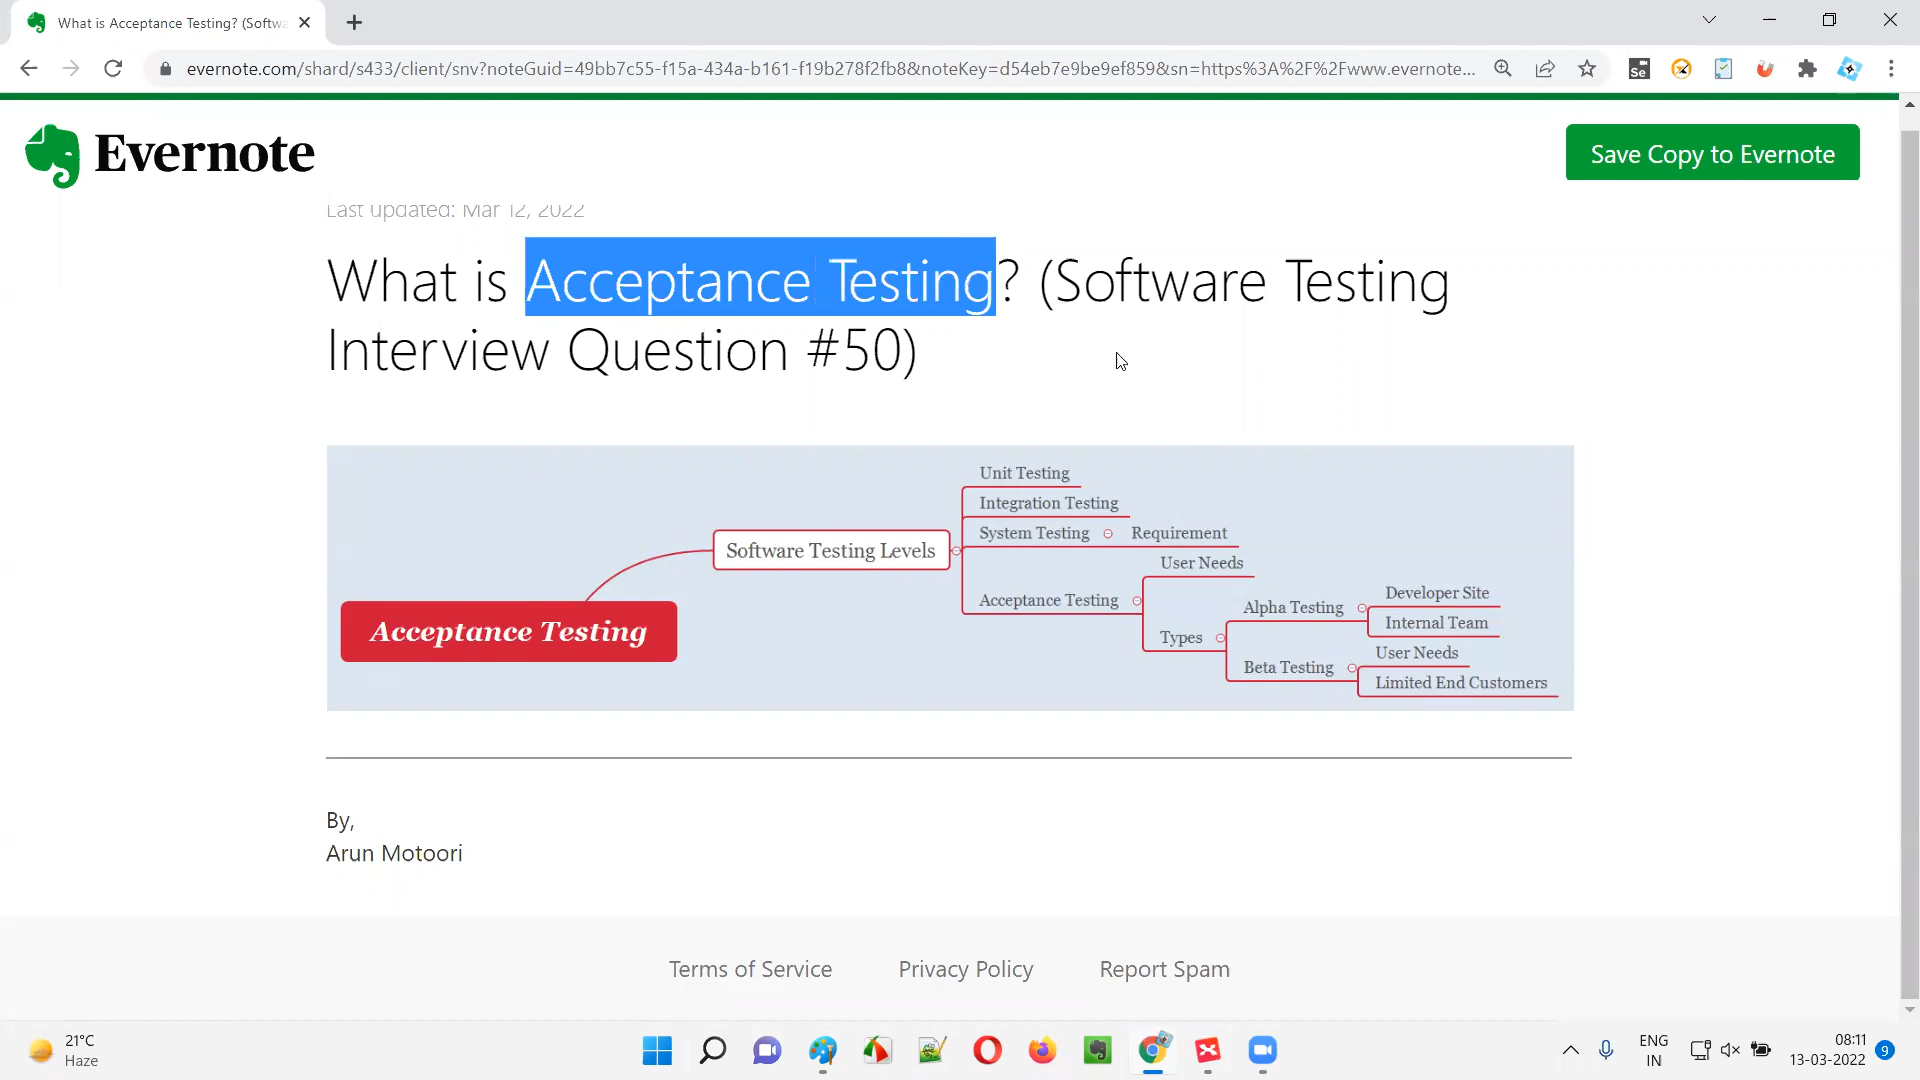 What is Acceptance Testing? (Softwa
evernote.com/shard/s433/client/snv?noteGuid=49bb7c55-f15a-434a-b161-f19b278f2fb8&noteKey=d54eb7e9be9ef859&sn=https%3A%2F%2Fwww.evernote...
Se
Evernote
Save Copy to Evernote
Last updated: Mar 12, 2022
What is Acceptance Testing? (Software Testing
Interview Question #50)
Unit Testing
Integration Testing
System Testing
Requirement
Software Testing Levels
User Needs
Acceptance Testing
Alpha Testing
Developer Site
Internal Team
Acceptance Testing
Types
User Needs
Beta Testing
Limited End Customers
By,
Arun Motoori
Terms of Service
Privacy Policy
Report Spam
21°C
Haze
ENG
IN
08:11
13-03-2022
9